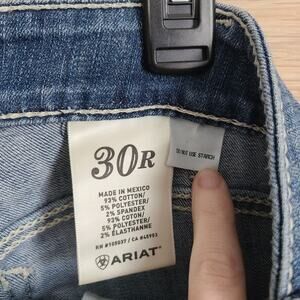 30R
MADE IN MEXICO
93% COTTON/
5% POLYESTER/
2% SPANDEX
93% COTON/
5% POLYESTER/
2% ÉLASTHANNE
RN #109037 / CA #45953
ARIAT
DO NOT USE STARCH